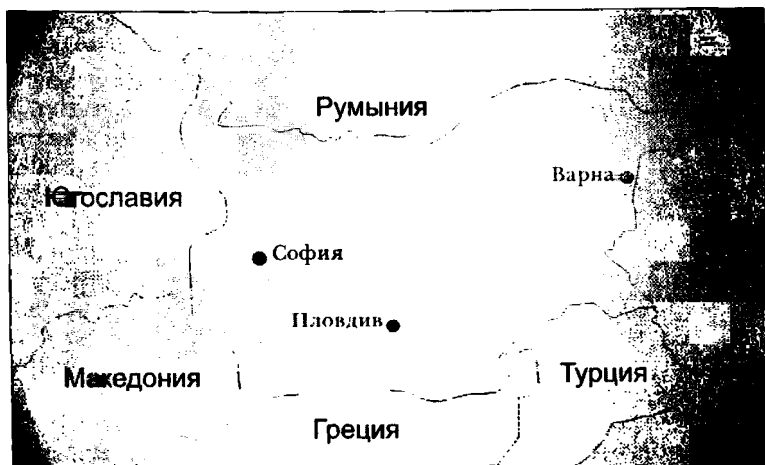 Румыния
Варна
Югославия
София
Пловдив
Македония
Турция
Греция